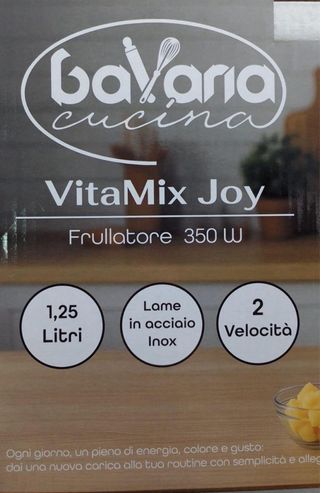 baVaria
cucina
VitaMix Joy
Frullatore 350 W
1,25
Litri
Lame
in acciaio
Inox
2
Velocità
Ogni giorno, un pieno di energia, colore e gusto:
dai una nuova carica alla tua routine con semplicità e alleg